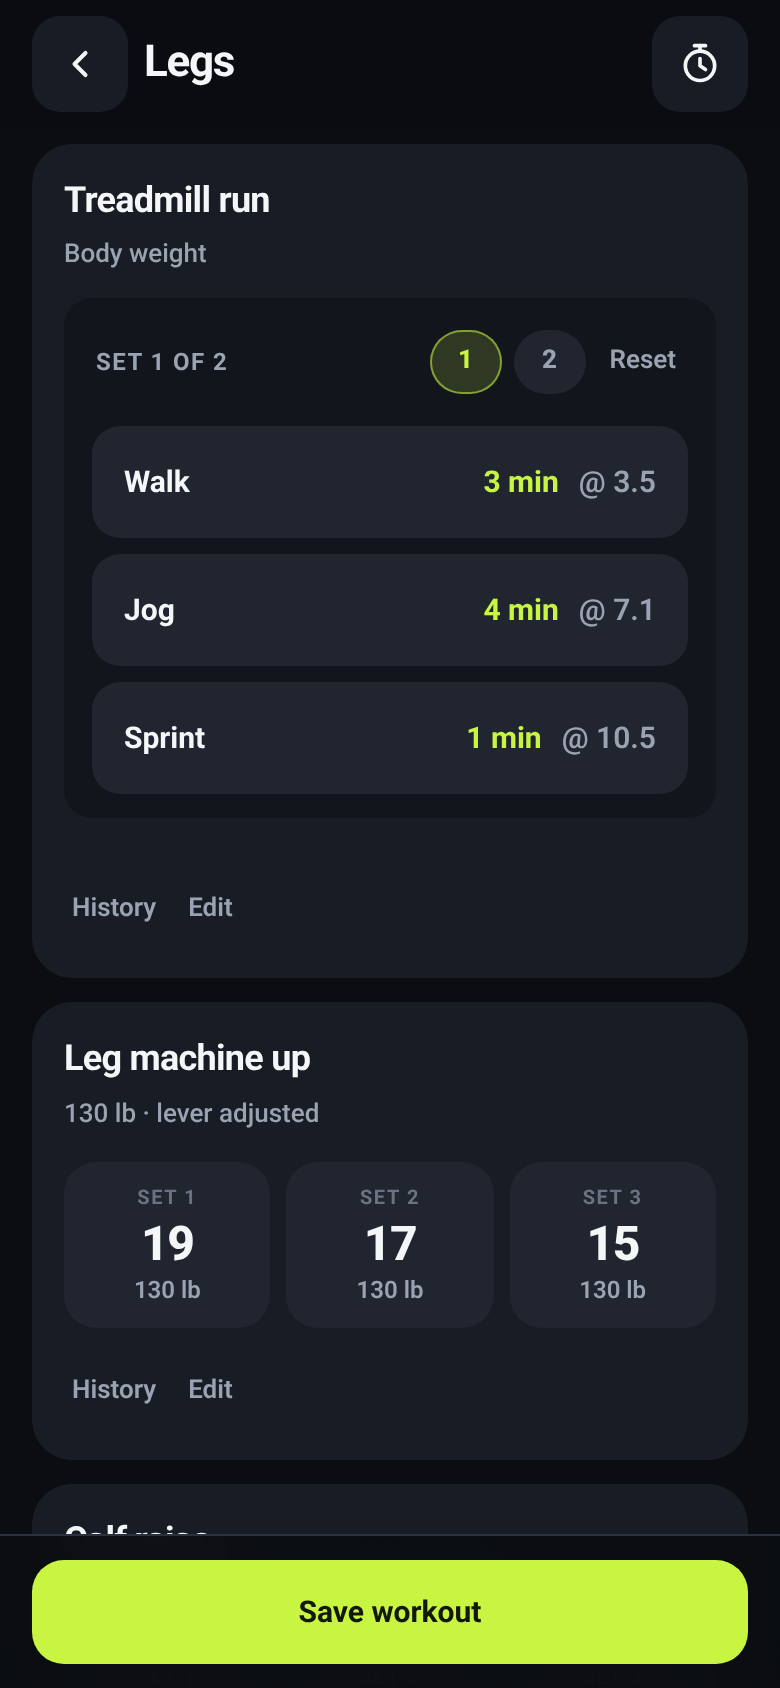 Legs
Treadmill run
Body weight
SET 1 OF 2 1 2 Reset
Walk 3 min @ 3.5
Jog 4 min @ 7.1
Sprint 1 min @ 10.5
History Edit
Leg machine up
130 lb · lever adjusted
SET 1 SET 2 SET 3
19 17 15
130 lb 130 lb 130 lb
History Edit
Calf raise
Save workout